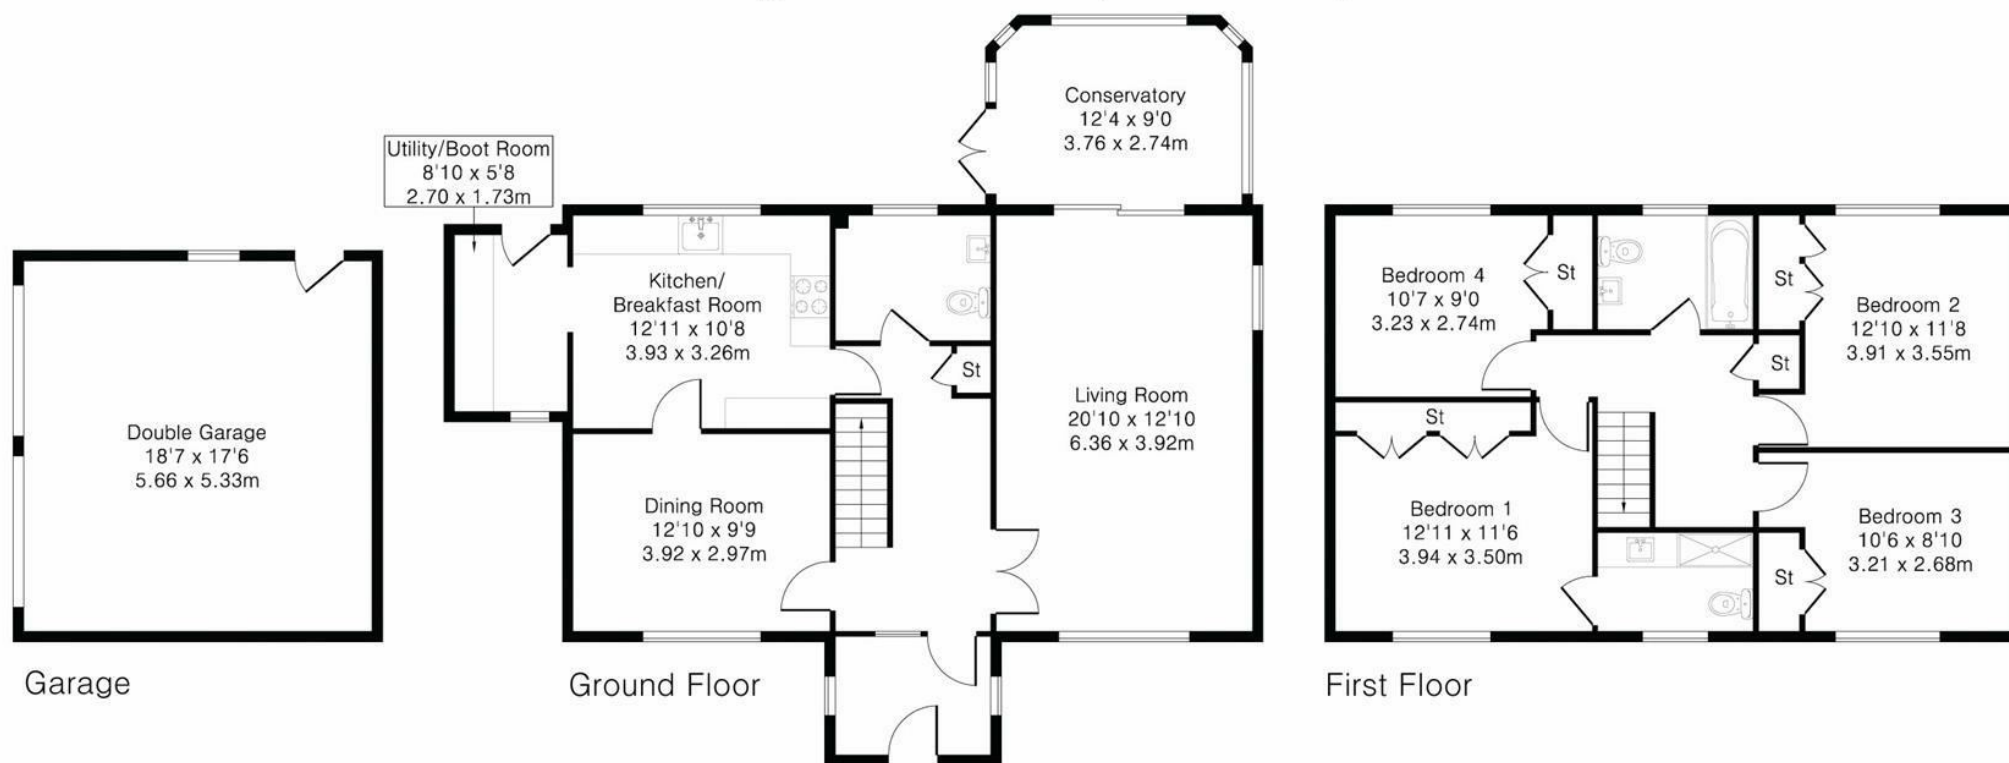 Conservatory
12'4 x 9'0
3.76 x 2.74m
Utility/Boot Room
8'10 x 5'8
2.70 x 1.73m
Double Garage
18'7 x 17'6
5.66 x 5.33m
Garage
Kitchen/
Breakfast Room
12'11 x 10'8
3.93 x 3.26m
St
Living Room
20'10 x 12'10
6.36 x 3.92m
Dining Room
12'10 x 9'9
3.92 x 2.97m
Ground Floor
Bedroom 4
10'7 x 9'0
3.23 x 2.74m
St
St
Bedroom 2
12'10 x 11'8
3.91 x 3.55m
St
St
Bedroom 1
12'11 x 11'6
3.94 x 3.50m
Bedroom 3
10'6 x 8'10
3.21 x 2.68m
St
First Floor